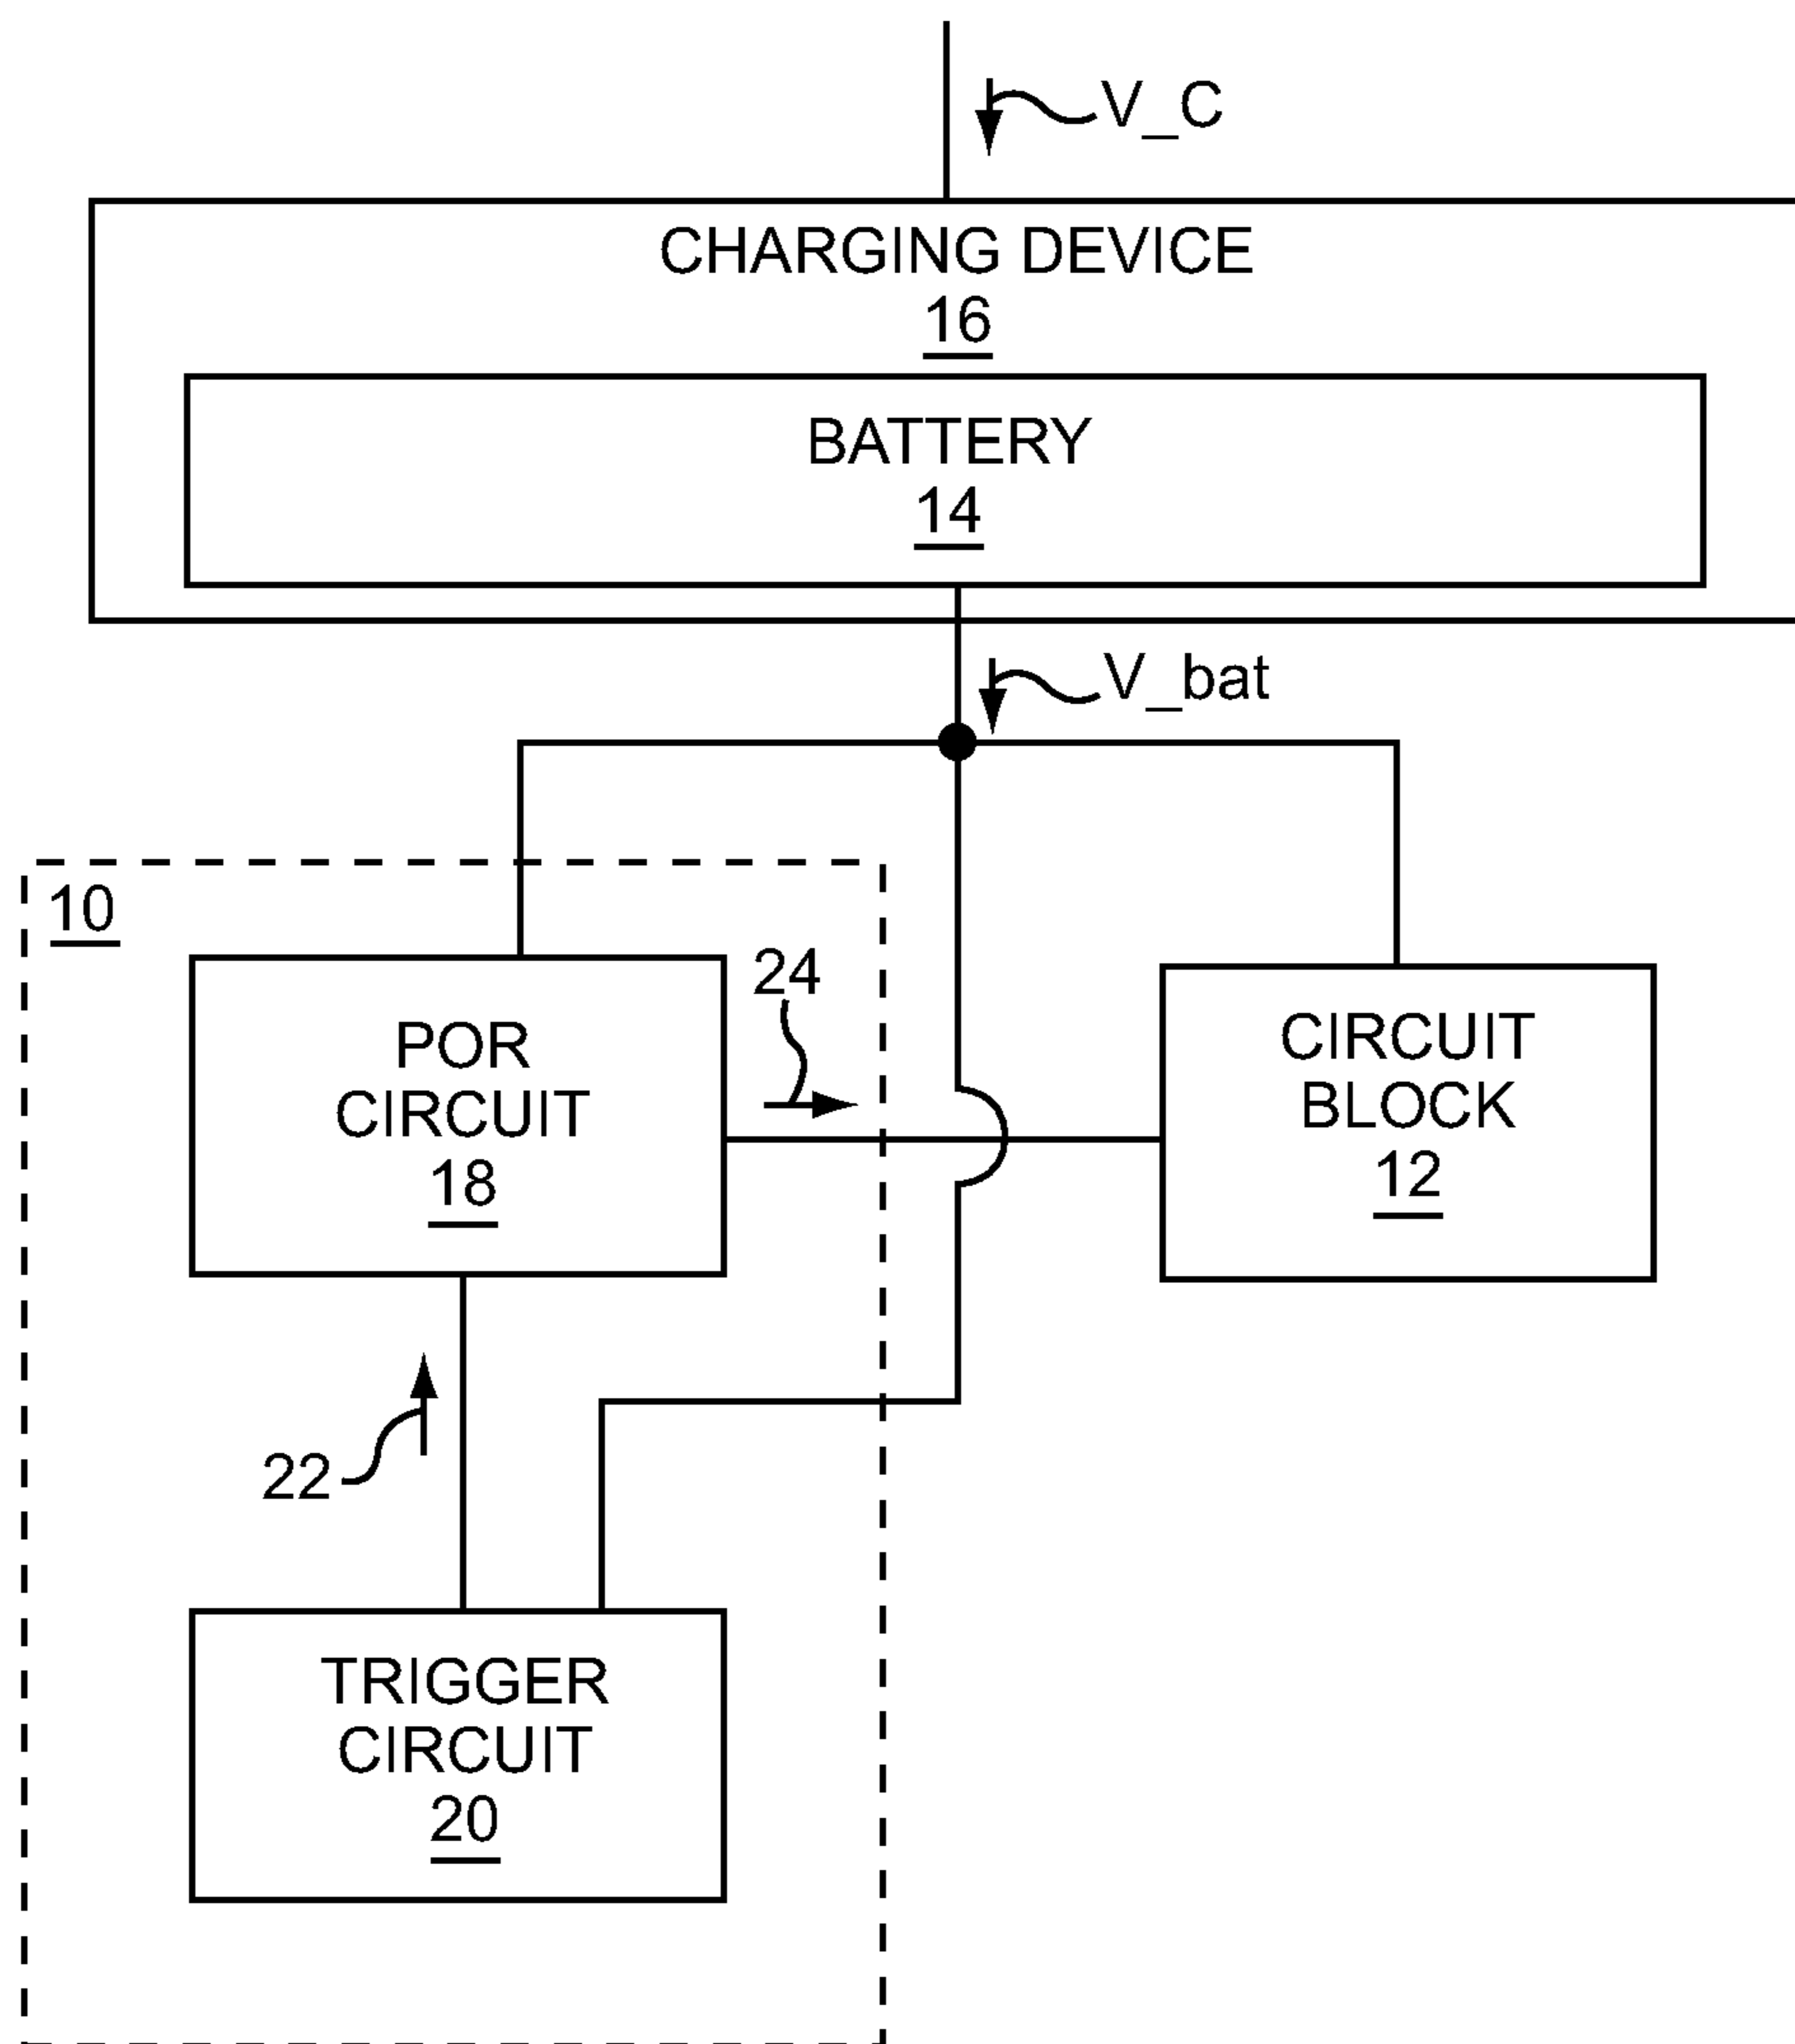 V_C
CHARGING DEVICE
16
BATTERY
14
V_bat
10
24
POR
CIRCUIT
18
CIRCUIT
BLOCK
12
22
TRIGGER
CIRCUIT
20